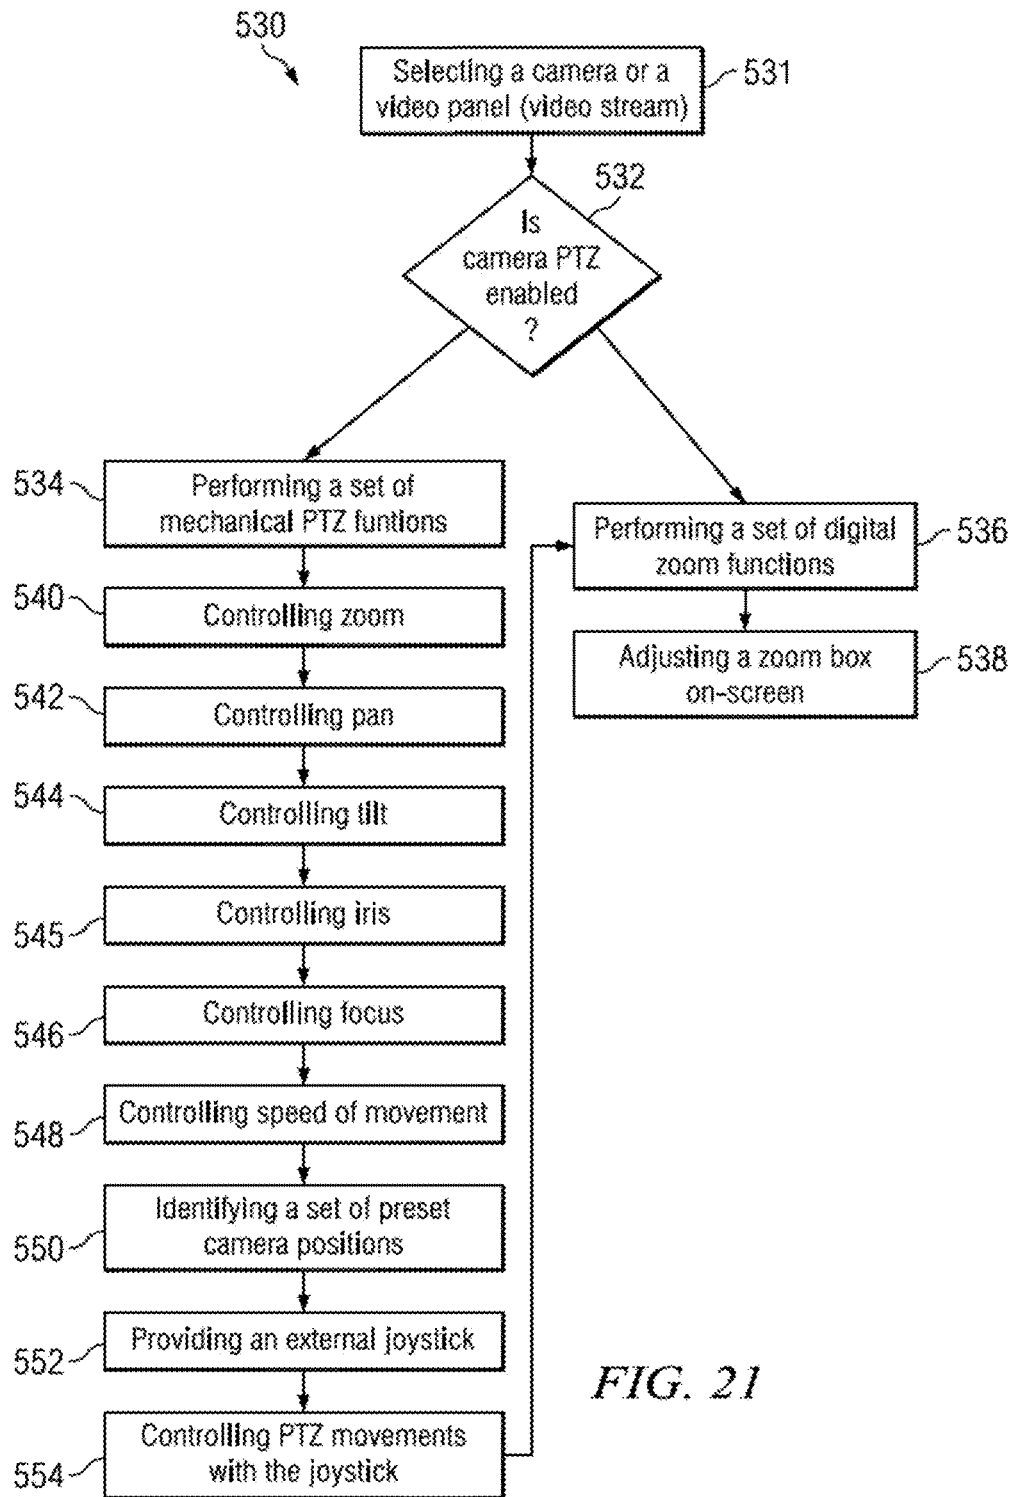 530
Selecting a camera or a
video panel (video stream)
531
532
Is
camera PTZ
enabled
?
534
Performing a set of
mechanical PTZ funtions
540
Controlling zoom
542
Controlling pan
544
Controlling tilt
545
Controlling iris
546
Controlling focus
548
Controlling speed of movement
550
Identifying a set of preset
camera positions
552
Providing an external joystick
554
Controlling PTZ movements
with the joystick
Performing a set of digital
zoom functions
536
Adjusting a zoom box
on-screen
538
FIG. 21